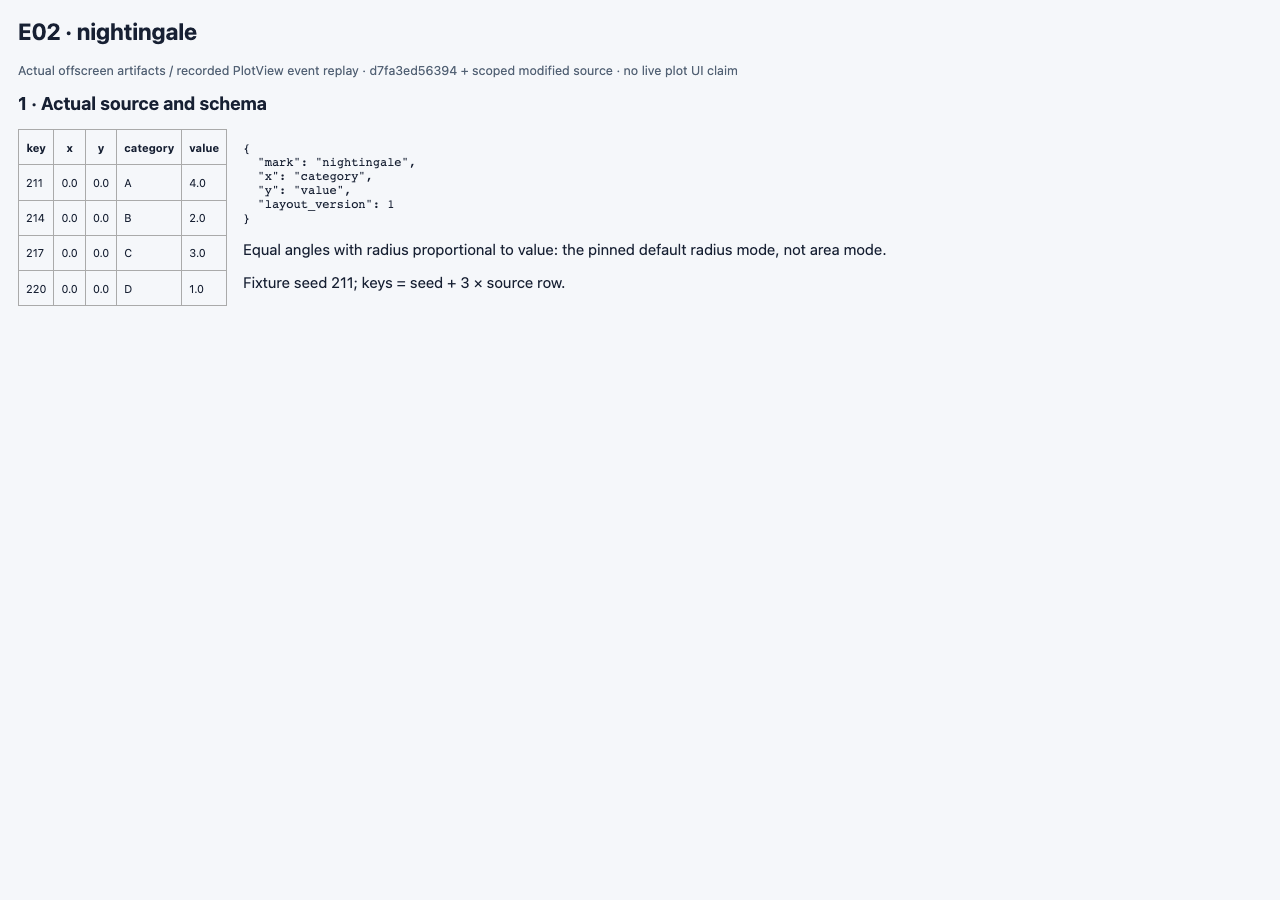 E02 · nightingale
Actual offscreen artifacts / recorded PlotView event replay · d7fa3ed56394 + scoped modified source · no live plot UI claim
1 · Actual source and schema
key x y category value
211 0.0 0.0 A 4.0
214 0.0 0.0 B 2.0
217 0.0 0.0 C 3.0
220 0.0 0.0 D 1.0
{
  "mark": "nightingale",
  "x": "category",
  "y": "value",
  "layout_version": 1
}
Equal angles with radius proportional to value: the pinned default radius mode, not area mode.
Fixture seed 211; keys = seed + 3 × source row.